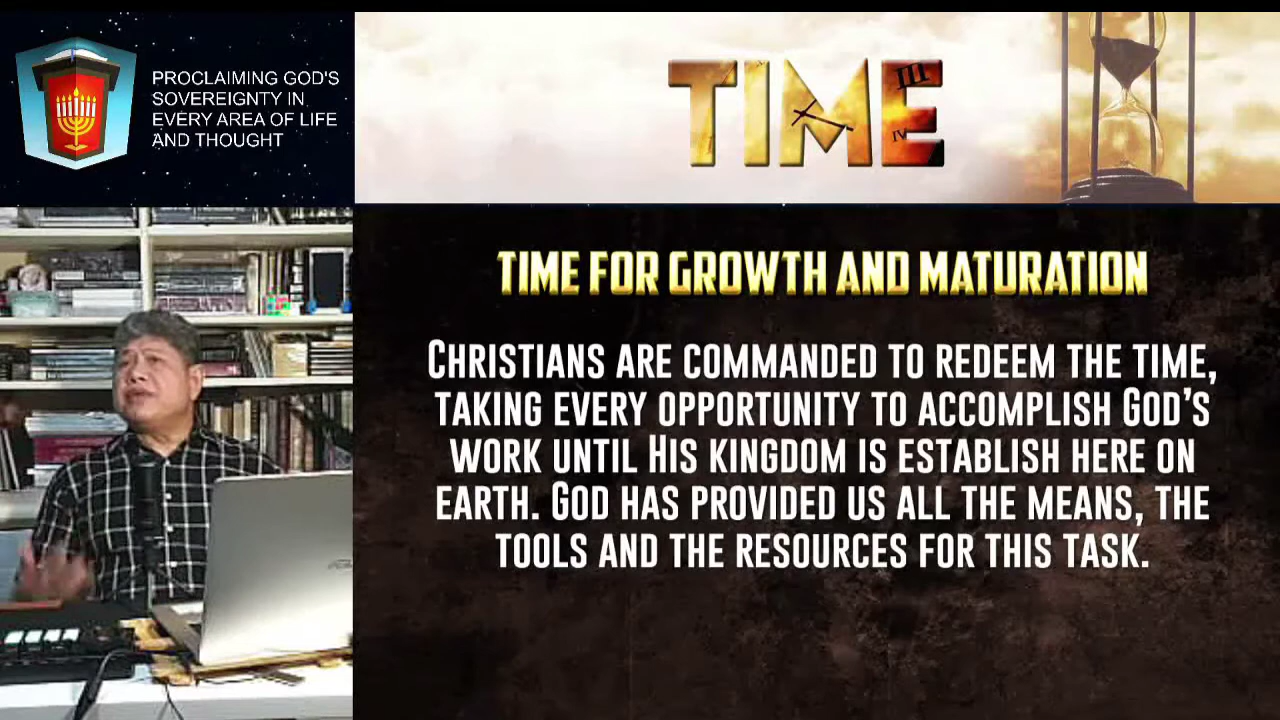 PROCLAIMING GOD'S
SOVEREIGNTY IN
EVERY AREA OF LIFE
AND THOUGHT
TIME
III
IV
TIME FOR GROWTH AND MATURATION
CHRISTIANS ARE COMMANDED TO REDEEM THE TIME,
TAKING EVERY OPPORTUNITY TO ACCOMPLISH GOD'S
WORK UNTIL HIS KINGDOM IS ESTABLISH HERE ON
EARTH. GOD HAS PROVIDED US ALL THE MEANS, THE
TOOLS AND THE RESOURCES FOR THIS TASK.